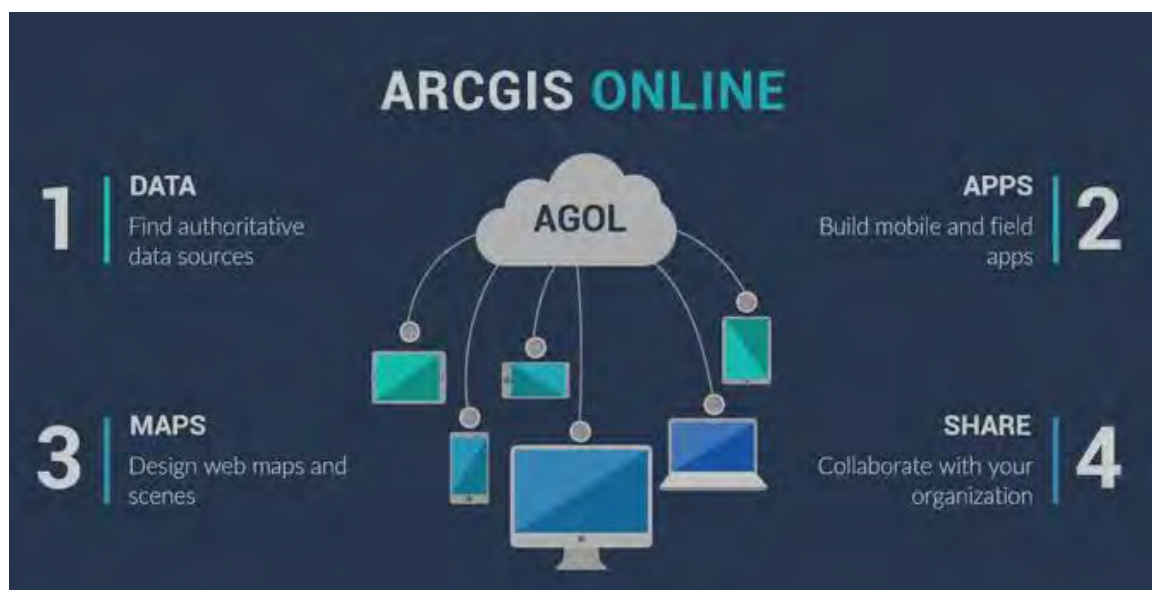 ARCGIS ONLINE
AGOL
1
DATA
Find authoritative
data sources
2
APPS
Build mobile and field
apps
3
MAPS
Design web maps and
scenes
4
SHARE
Collaborate with your
organization